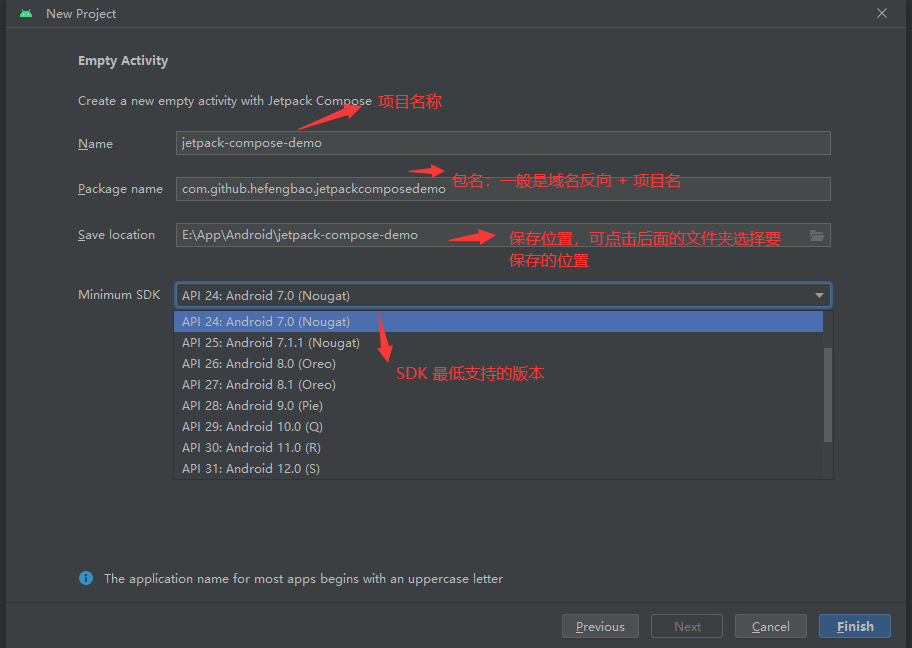 New Project
Empty Activity
Create a new empty activity with Jetpack Compose
项目名称
Name
jetpack-compose-demo
包名：一般是域名反向 + 项目名
Package name
com.github.hefengbao.jetpackcomposedemo
Save location
E:\App\Android\jetpack-compose-demo
保存位置，可点击后面的文件夹选择要
保存的位置
Minimum SDK
API 24: Android 7.0 (Nougat)
API 24: Android 7.0 (Nougat)
API 25: Android 7.1.1 (Nougat)
API 26: Android 8.0 (Oreo)
SDK 最低支持的版本
API 27: Android 8.1 (Oreo)
API 28: Android 9.0 (Pie)
API 29: Android 10.0 (Q)
API 30: Android 11.0 (R)
API 31: Android 12.0 (S)
The application name for most apps begins with an uppercase letter
Previous
Next
Cancel
Finish